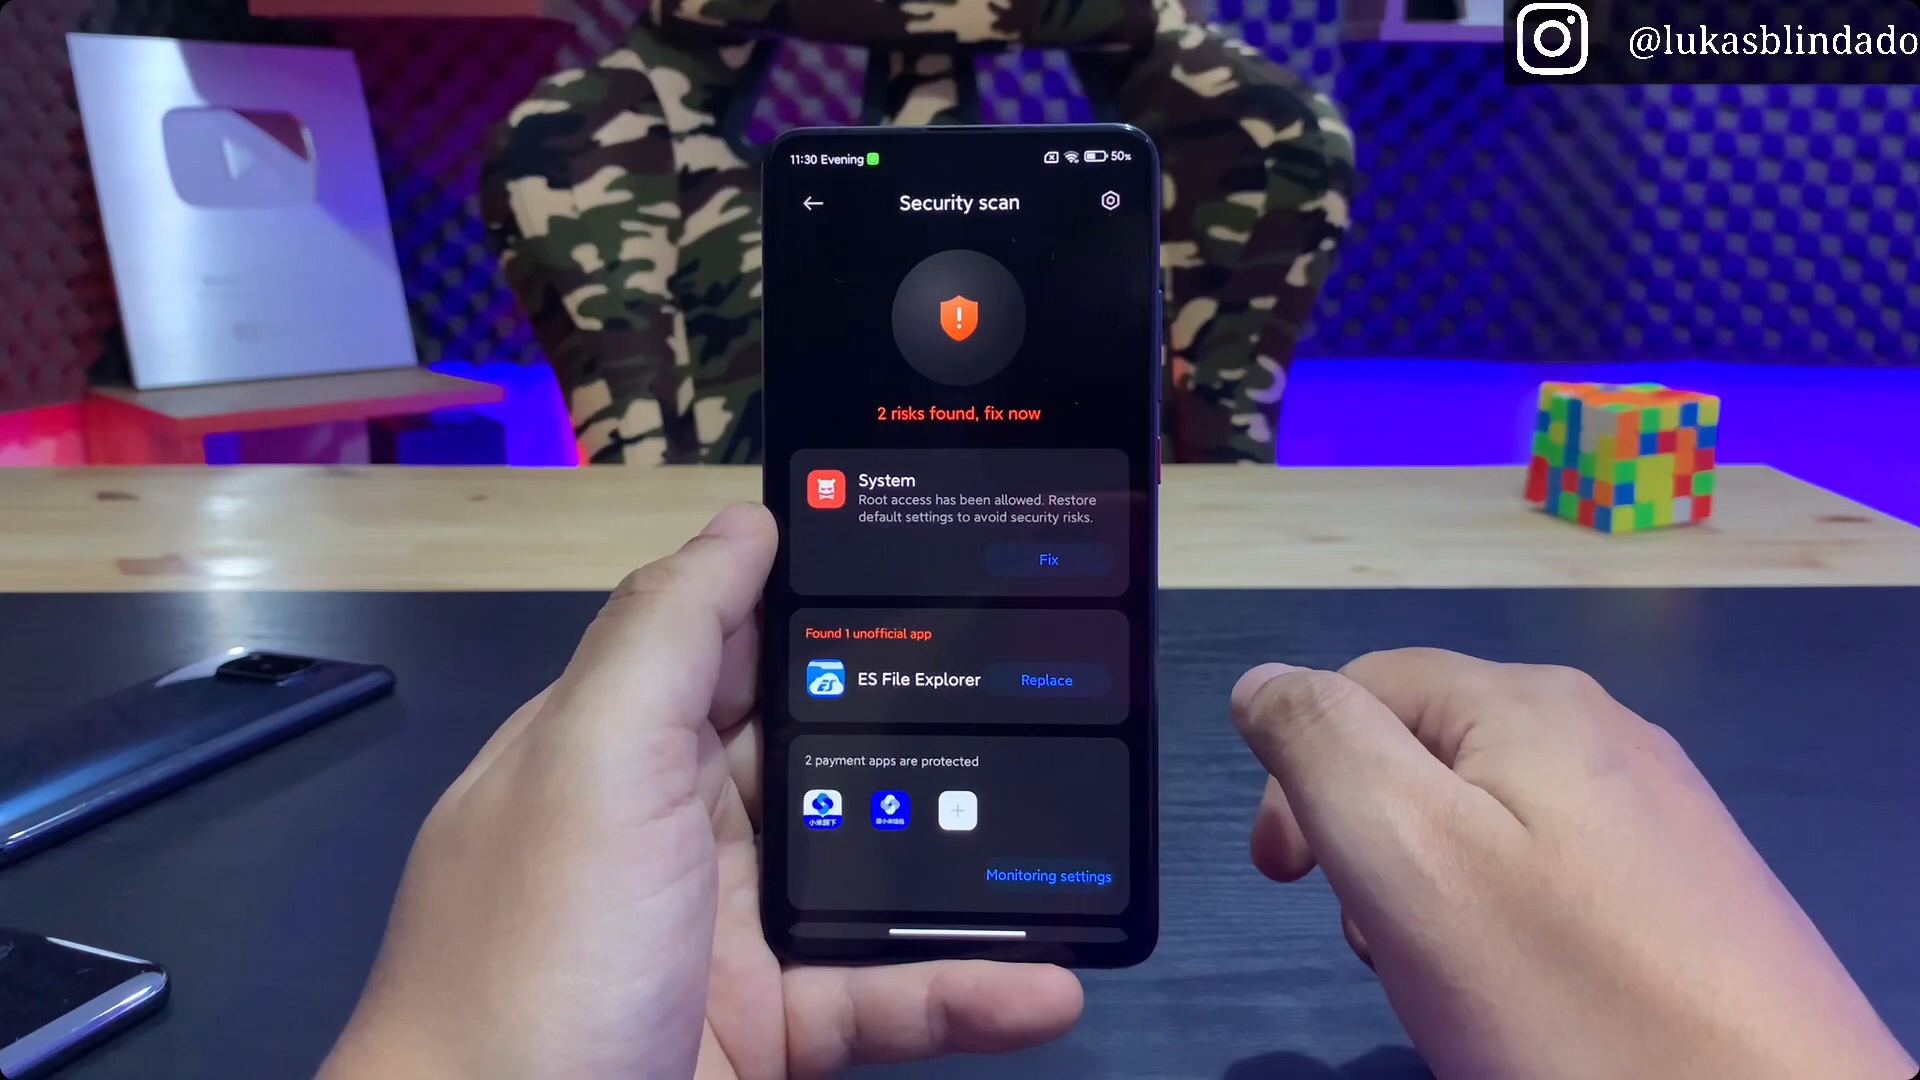 @lukasblindado
11:30 Evening
50%
Security scan
2 risks found, fix now
System
Root access has been allowed. Restore
default settings to avoid security risks.
Fix
Found 1 unofficial app
ES File Explorer
Replace
2 payment apps are protected
Monitoring settings